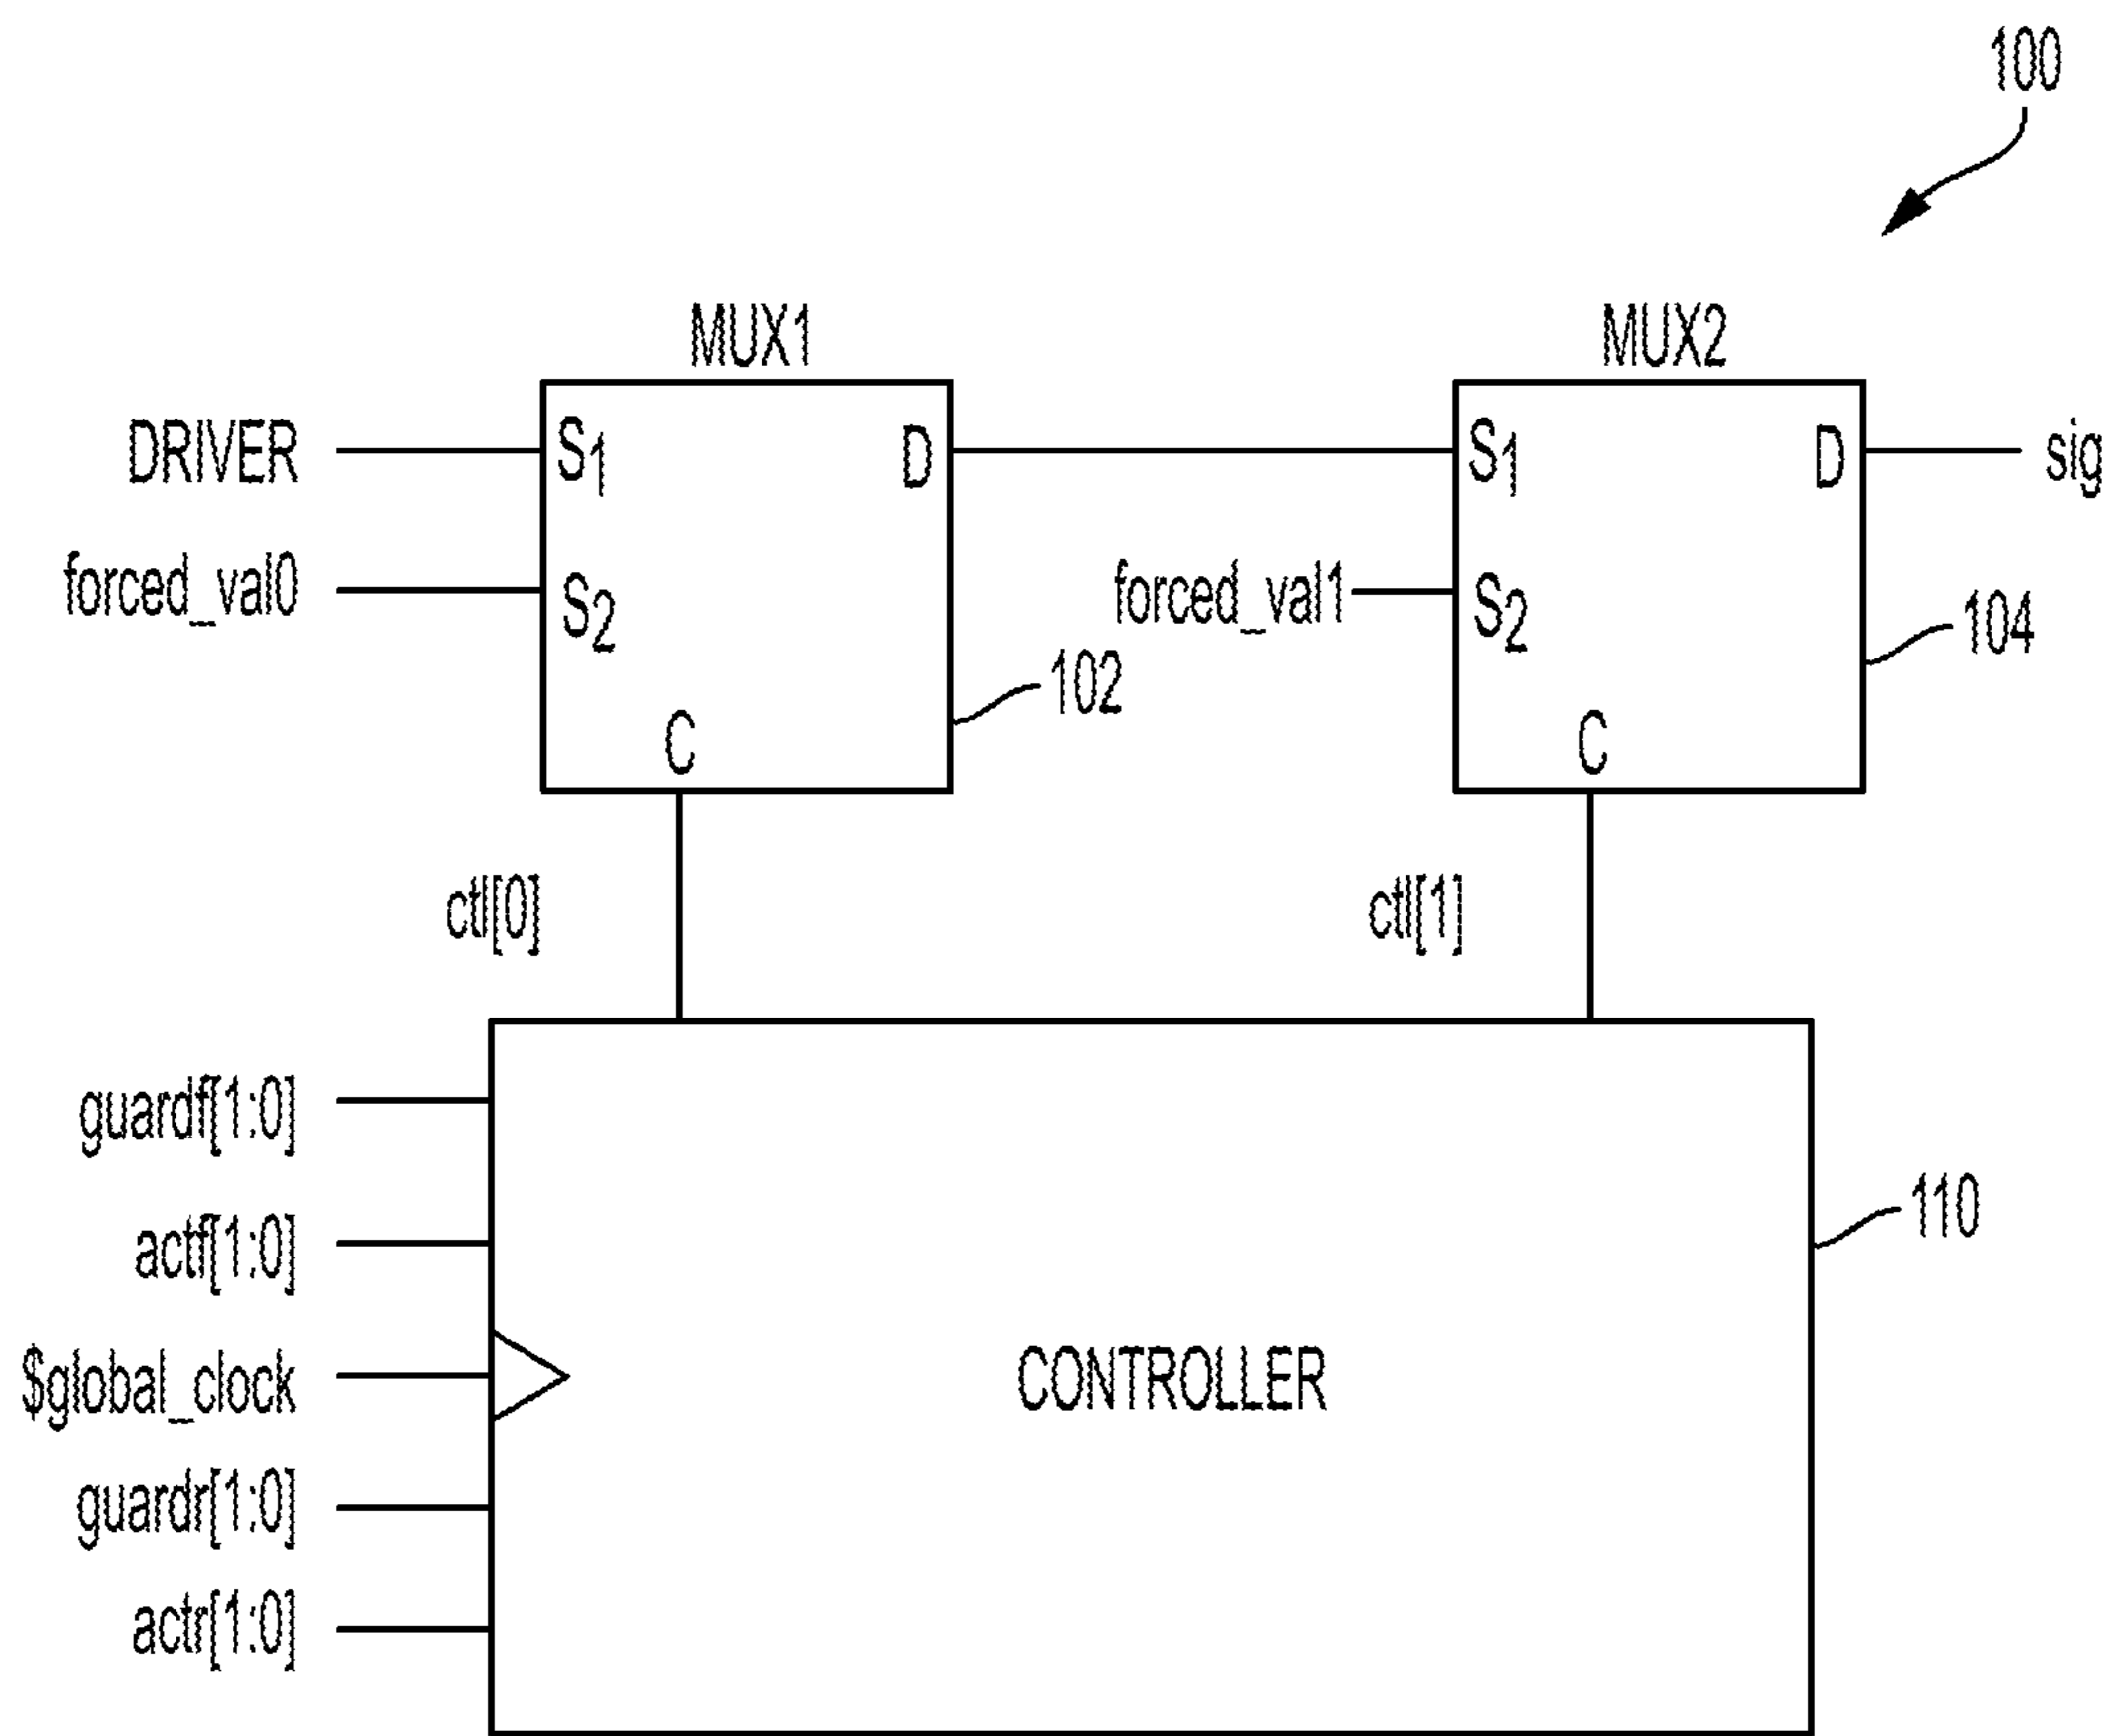 100
MUX1
MUX2
DRIVER
S1
D
S1
D
sig
forced_val0
S2
forced_val1
S2
104
102
C
C
ctl[0]
ctl[1]
guardf[1:0]
110
actf[1:0]
$global_clock
CONTROLLER
guardr[1:0]
actr[1:0]